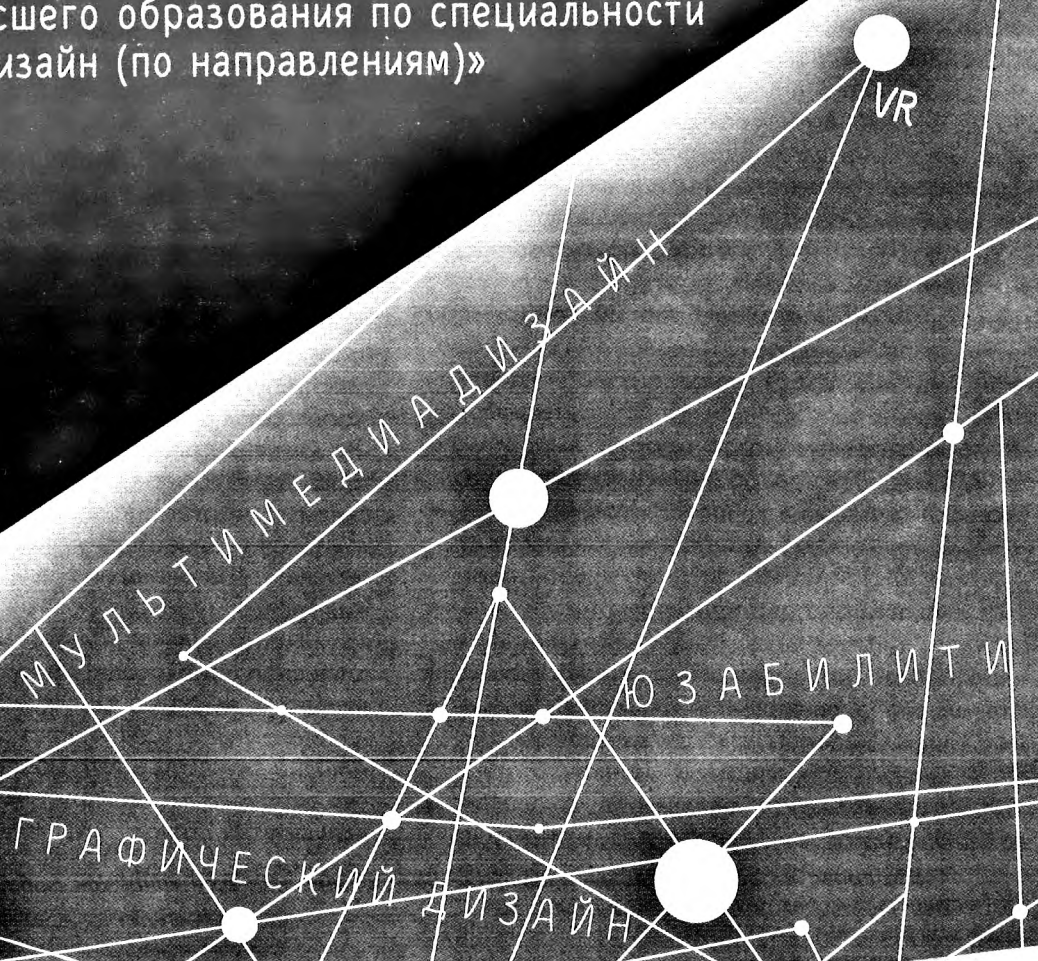 сшего образования по специальности
изайн (по направлениям)»
VR
МУЛЬТИМЕДИАДИЗАЙН
ЮЗАБИЛИТИ
ГРАФИЧЕСКИЙ ДИЗАЙН